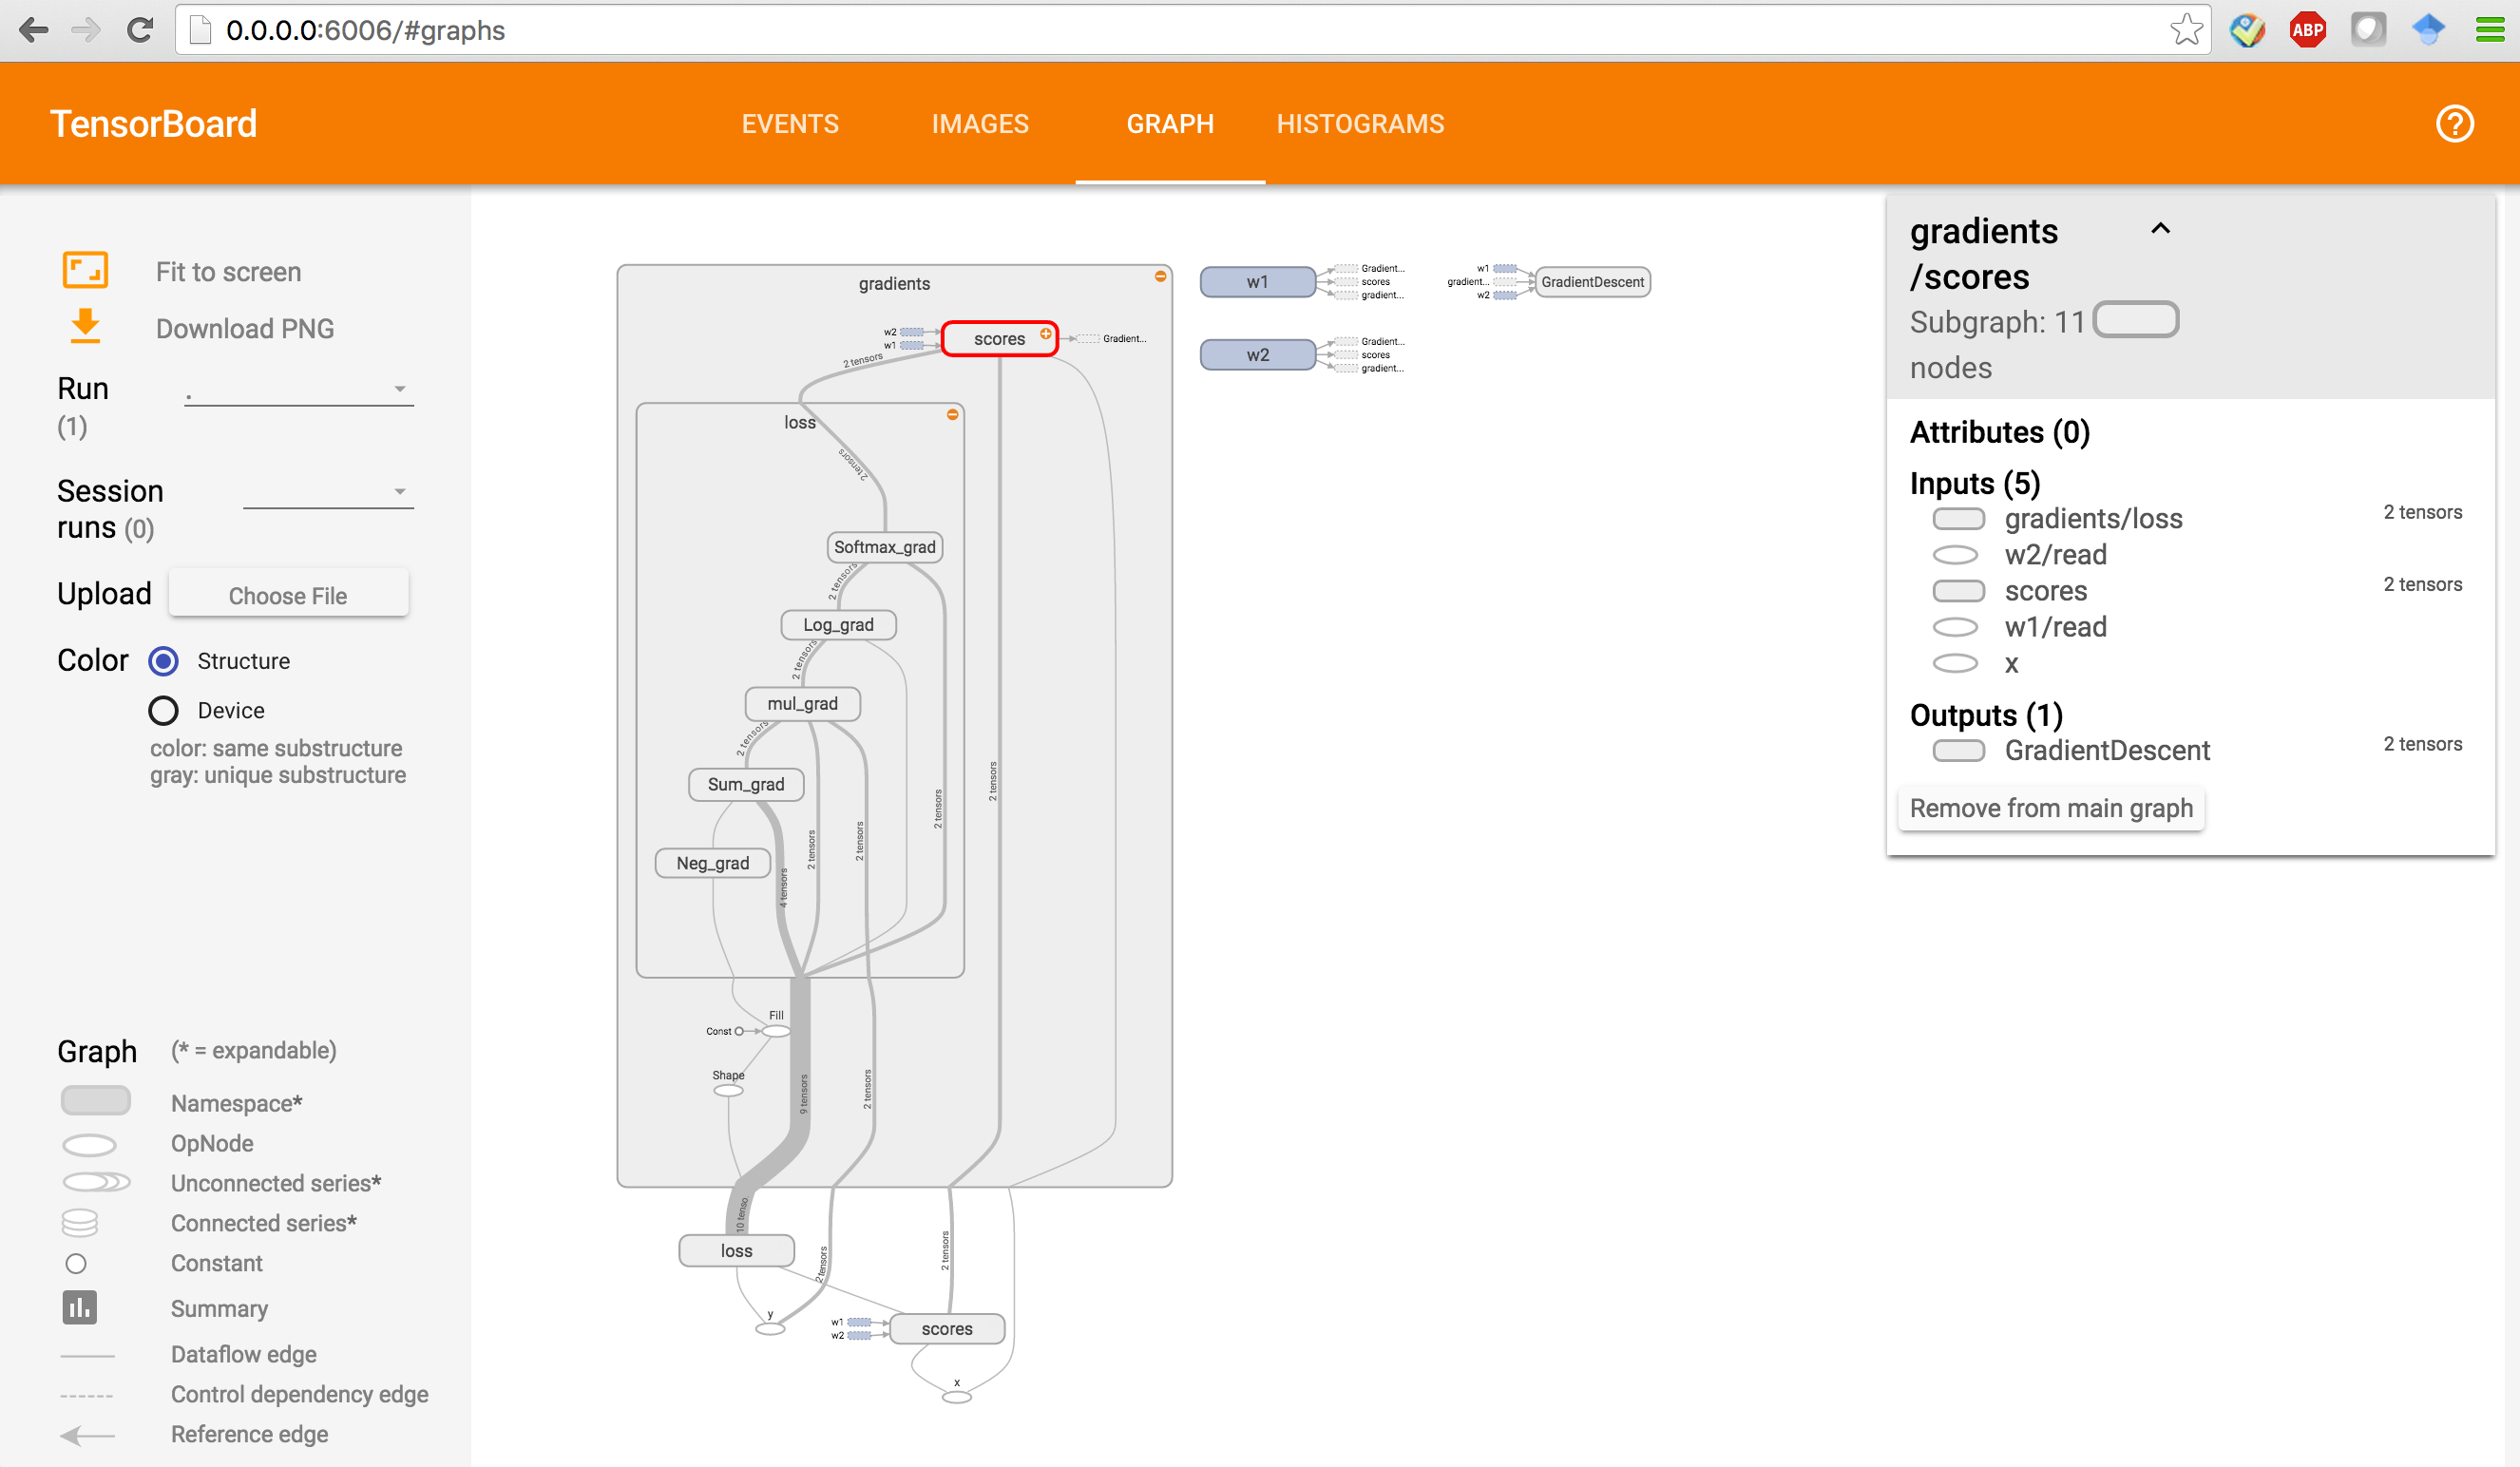 0.0.0.0:6006/#graphs
ABP
TensorBoard
EVENTS
IMAGES
GRAPH
HISTOGRAMS
?
Fit to screen
Download PNG
Run
(1)
.
Session
runs (0)
Upload
Choose File
Color
Structure
Device
color: same substructure
gray: unique substructure
Graph
(* = expandable)
Namespace*
OpNode
Unconnected series*
Connected series*
Constant
Summary
Dataflow edge
Control dependency edge
Reference edge
gradients
w2
w1
scores
Gradient...
2 tensors
loss
2 tensors
Softmax_grad
2 tensors
Log_grad
2 tensors
mul_grad
2 tensors
Sum_grad
2 tensors
2 tensors
2 tensors
2 tensors
2 tensors
Neg_grad
4 tensors
Fill
Const
Shape
9 tensors
2 tensors
10 tenso
loss
2 tensors
2 tensors
y
w1
w2
scores
x
w1
Gradient...
scores
gradient...
w1
gradient...
w2
GradientDescent
w2
Gradient...
scores
gradient...
gradients
/scores
Subgraph: 11
nodes
Attributes (0)
Inputs (5)
gradients/loss
2 tensors
w2/read
scores
2 tensors
w1/read
x
Outputs (1)
GradientDescent
2 tensors
Remove from main graph